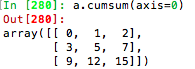 In [280]: a.cumsum(axis=0)
Out[280]:
array([[ 0, 1, 2],
[ 3, 5, 7],
[ 9, 12, 15]])